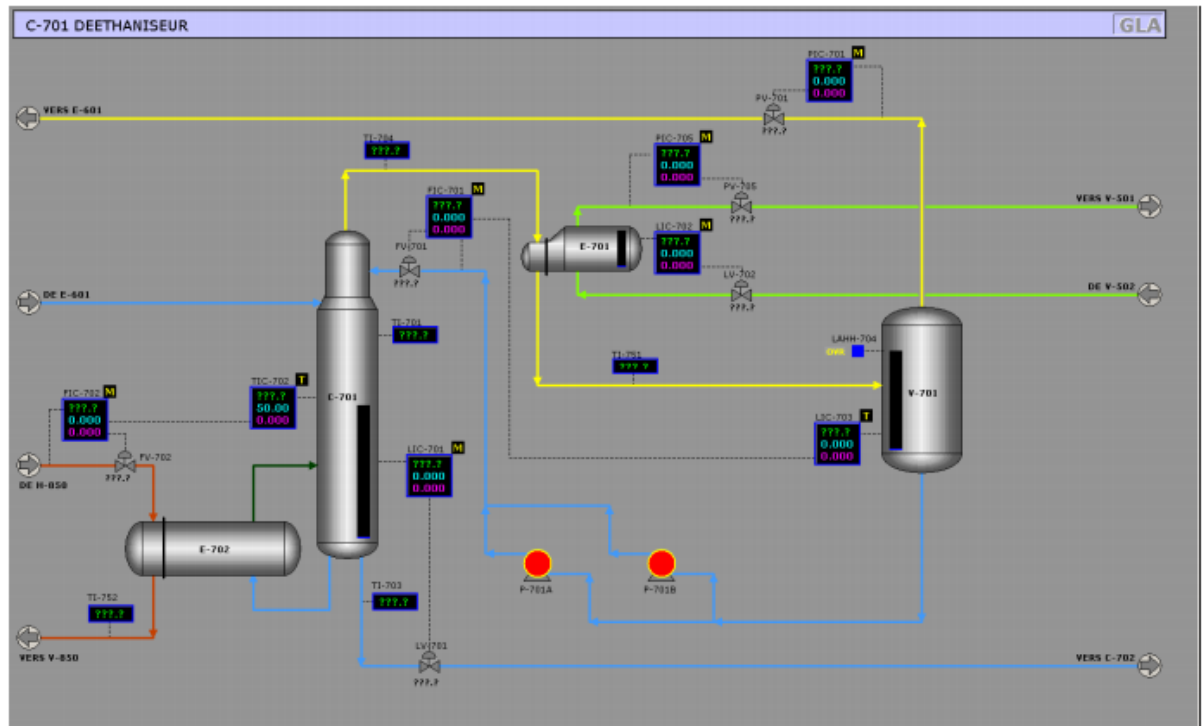 C-701 DEETHANISEUR
GLA
PIC-701 M
???.?
0.000
0.000
PV-701
???.?
VERS E-601
TI-704
???.?
PIC-705 M
???.?
0.000
0.000
PV-705
???.?
VERS V-501
FIC-701 M
???.?
0.000
0.000
FV-701
???.?
E-701
LIC-702 M
???.?
0.000
0.000
LV-702
???.?
DE V-502
DE E-601
TI-701
???.?
LAHH-704
OVR
TI-751
???.?
V-701
FIC-702 M
???.?
0.000
0.000
TIC-702 T
???.?
50.00
0.000
C-701
LIC-703 T
???.?
0.000
0.000
FV-702
???.?
DE H-850
LIC-701 M
???.?
0.000
0.000
E-702
P-701A
P-701B
TI-752
???.?
TI-703
???.?
VERS V-850
LV-701
???.?
VERS C-702